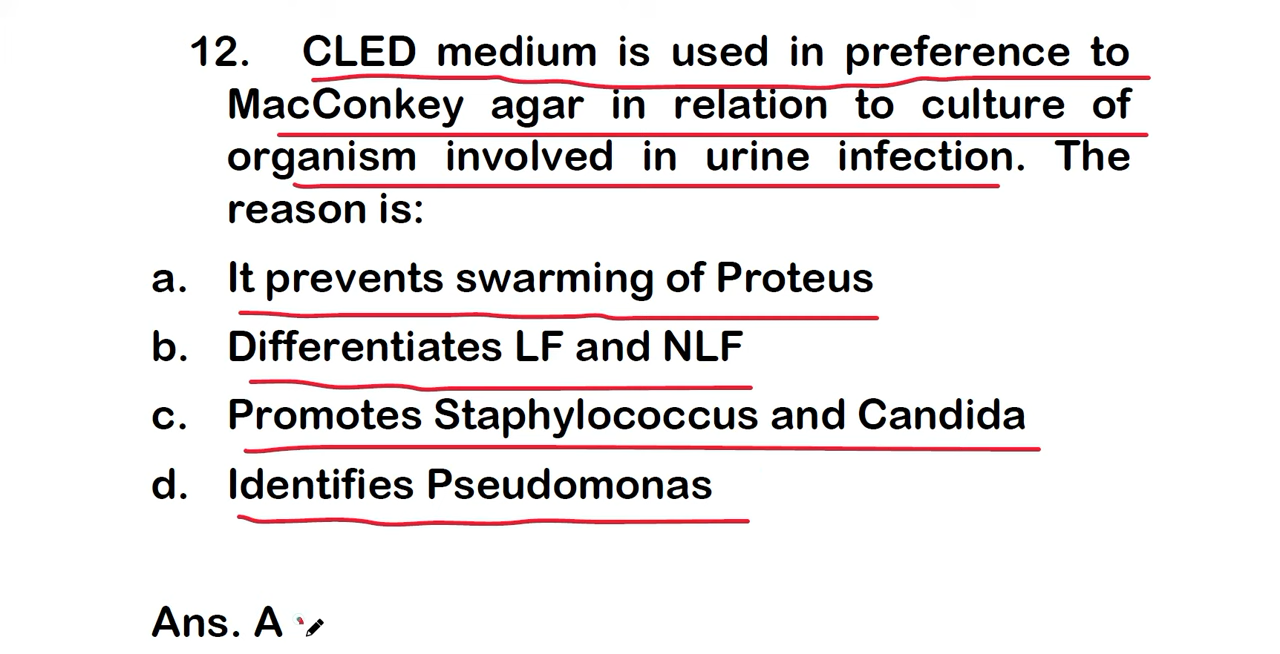 12. CLED medium is used in preference to
MacConkey agar in relation to culture of
organism involved in urine infection. The
reason is:
a. It prevents swarming of Proteus
b. Differentiates LF and NLF
c. Promotes Staphylococcus and Candida
d. Identifies Pseudomonas
Ans. A